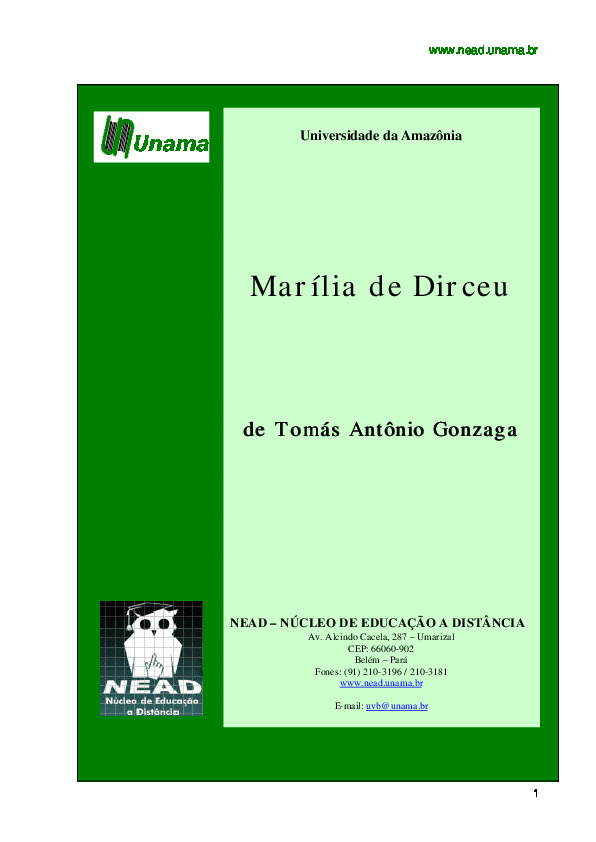 www.nead.unama.br
Unama
Universidade da Amazônia
Marília de Dirceu
de Tomás Antônio Gonzaga
NEAD – NÚCLEO DE EDUCAÇÃO A DISTÂNCIA
Av. Alcindo Cacela, 287 – Umarizal
CEP: 66060-902
Belém – Pará
Fones: (91) 210-3196 / 210-3181
www.nead.unama.br
E-mail: uvb@unama.br
NEAD
Núcleo de Educação
a Distância
1